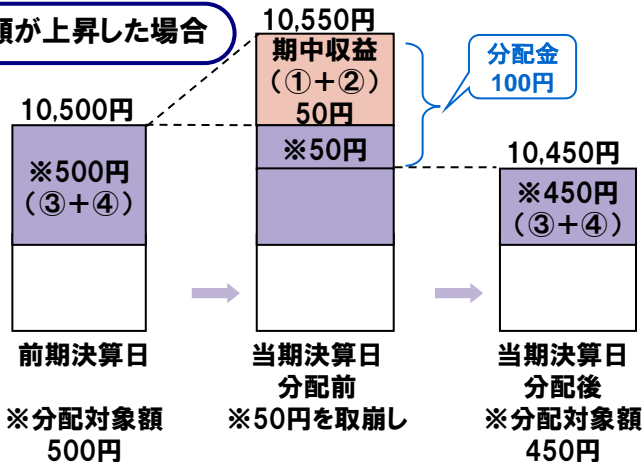 額が上昇した場合
10,550円
期中収益
(①+②)
50円
分配金
100円
10,500円
※500円
(③+④)
※50円
10,450円
※450円
(③+④)
前期決算日
当期決算日
分配前
当期決算日
分配後
※分配対象額
500円
※50円を取崩し
※分配対象額
450円